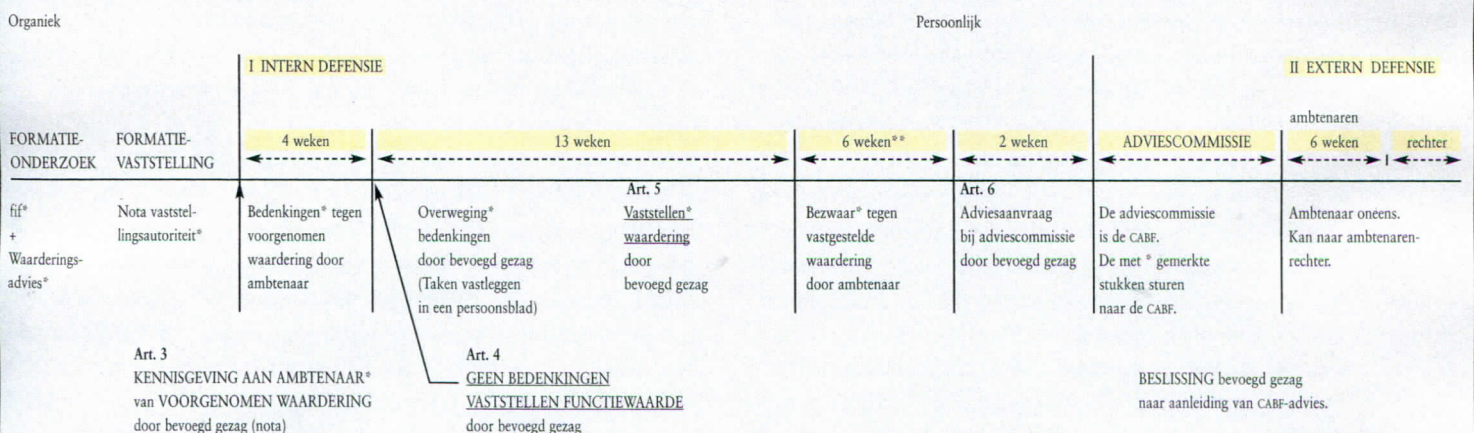 Organiek
Persoonlijk
I INTERN DEFENSIE
II EXTERN DEFENSIE
FORMATIE-
ONDERZOEK
FORMATIE-
VASTSTELLING
4 weken
13 weken
6 weken**
2 weken
ADVIESCOMMISSIE
ambtenaren
6 weken
rechter
fif*
+
Waarderings-
advies*
Nota vaststel-
lingsautoriteit*
Bedenkingen* tegen
voorgenomen
waardering door
ambtenaar
Overweging*
bedenkingen
door bevoegd gezag
(Taken vastleggen
in een persoonsblad)
Art. 5
Vaststellen*
waardering
door
bevoegd gezag
Bezwaar* tegen
vastgestelde
waardering
door ambtenaar
Art. 6
Adviesaanvraag
bij adviescommissie
door bevoegd gezag
De adviescommissie
is de CABF.
De met * gemerkte
stukken sturen
naar de CABF.
Ambtenaar oneens.
Kan naar ambtenaren-
rechter.
Art. 3
KENNISGEVING AAN AMBTENAAR*
van VOORGENOMEN WAARDERING
door bevoegd gezag (nota)
Art. 4
GEEN BEDENKINGEN
VASTSTELLEN FUNCTIEWAARDE
door bevoegd gezag
BESLISSING bevoegd gezag
naar aanleiding van CABF-advies.